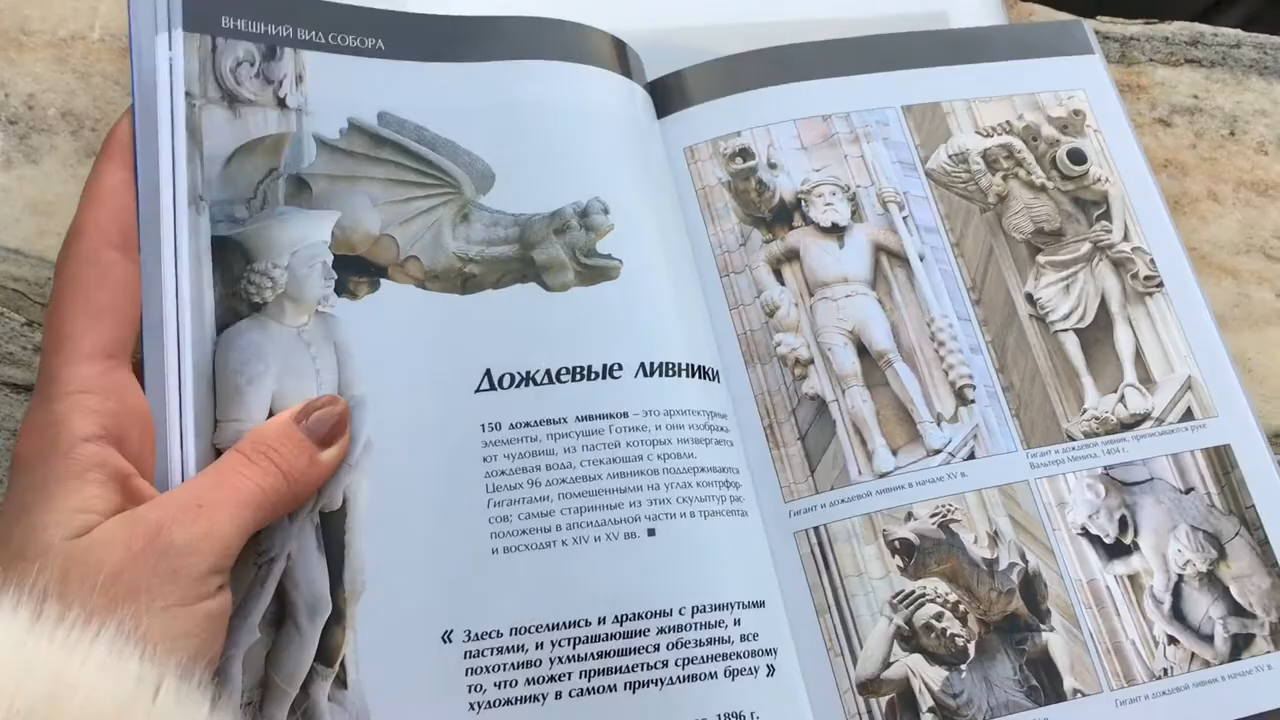 ВНЕШНИЙ ВИД СОБОРА
Дождевые ливники
150 дождевых ливников – это архитектурные
элементы, присущие Готике, и они изобража-
ют чудовищ, из пастей которых низвергается
дождевая вода, стекающая с кровли.
Целых 96 дождевых ливников поддерживаются
Гигантами, помещенными на углах контрфор-
сов; самые старинные из этих скульптур рас-
положены в апсидальной части и в трансептах
и восходят к XIV и XV вв. ■
« Здесь поселились и драконы с разинутыми
пастями, и устрашающие животные, и
похотливо ухмыляющиеся обезьяны, все
то, что может привидеться средневековому
художнику в самом причудливом бреду »
1896 г.
Гигант и дождевой ливник в начале XV в.
Гигант и дождевой ливник, приписываются руке
Вальтера Мениха, 1404 г.
Гигант и дождевой ливник в начале XV в.